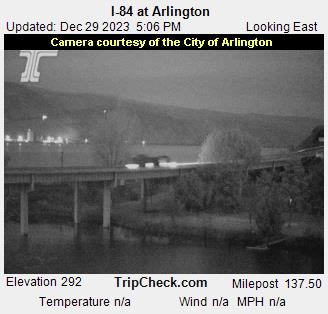 I-84 at Arlington
Updated: Dec 29 2023 5:06 PM Looking East
Camera courtesy of the City of Arlington
Elevation 292 TripCheck.com Milepost 137.50
Temperature n/a Wind n/a MPH n/a